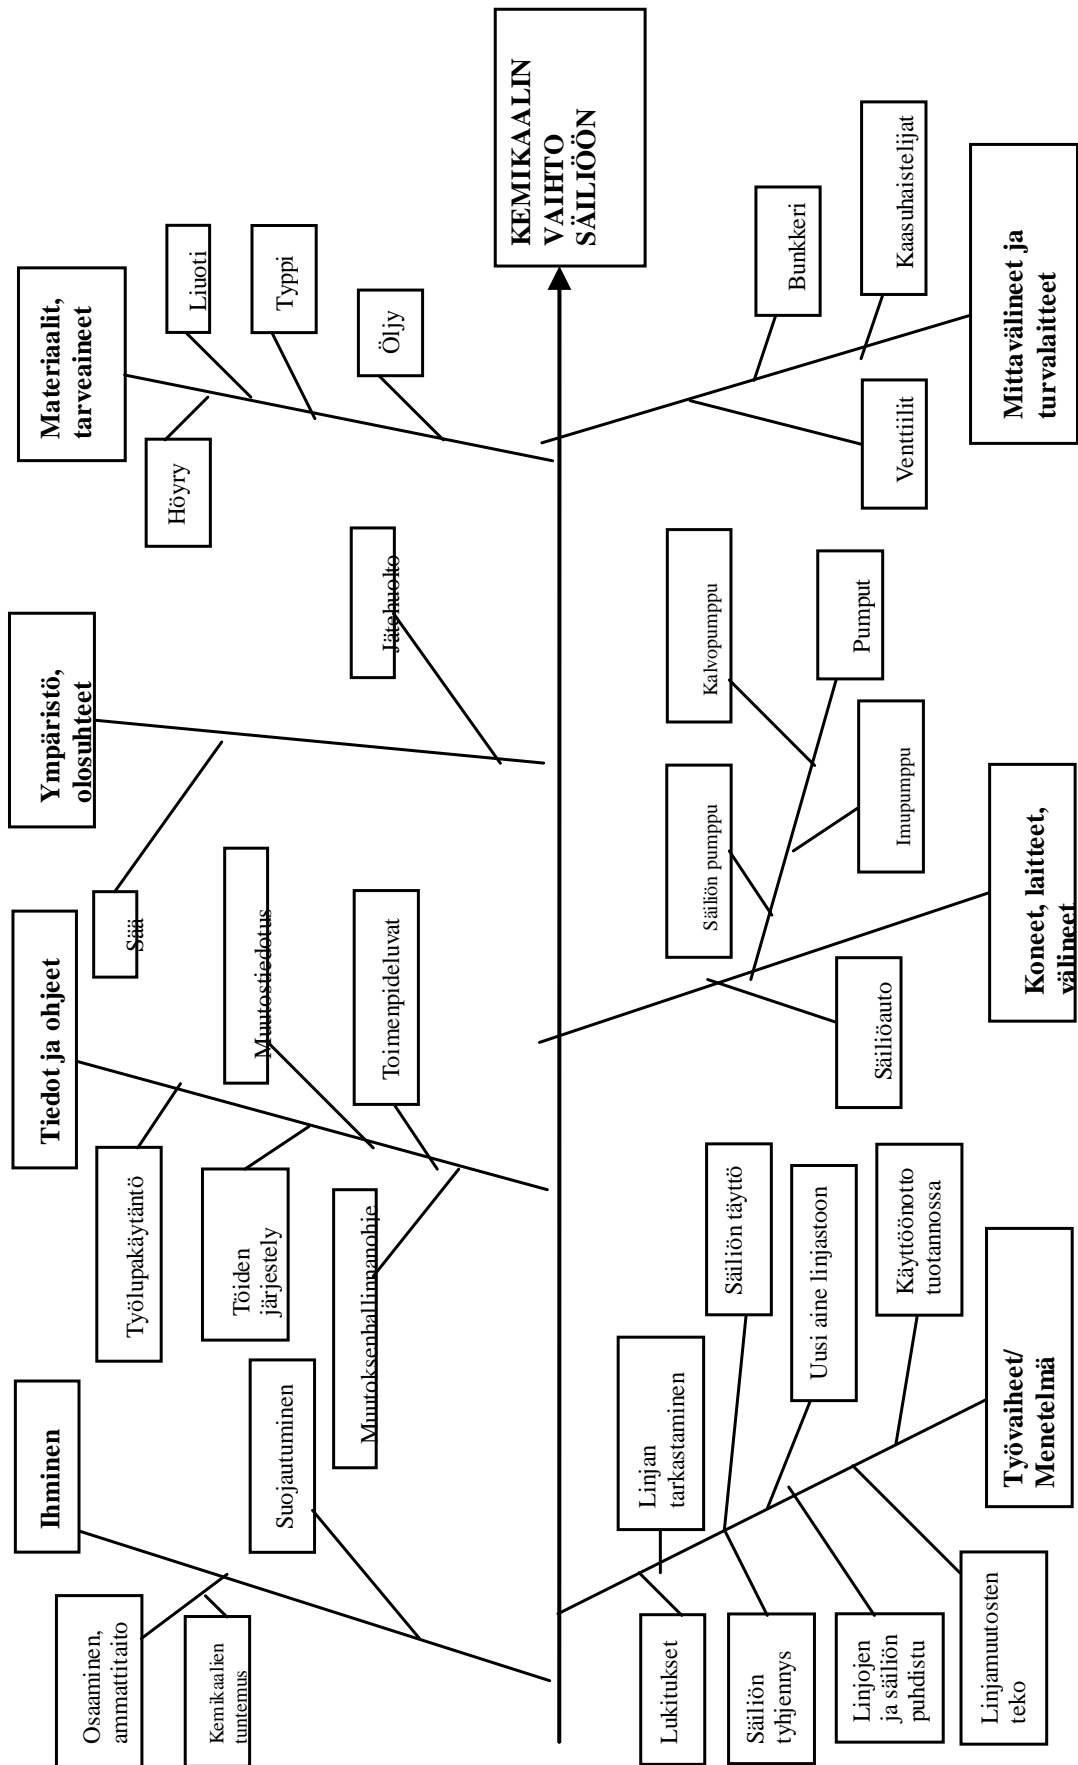 KEMIKAALIN
VAIHTO
SÄILIÖÖN
Ihminen
Osaaminen,
ammattitaito
Kemikaalien
tuntemus
Suojautuminen
Tiedot ja ohjeet
Työlupakäytäntö
Töiden
järjestely
Muutostiedotus
Toimenpideluvat
Muutoksenhallinnanohje
Ympäristö,
olosuhteet
Sää
Jätehuolto
Materiaalit,
tarveaineet
Höyry
Liuoti
Typpi
Öljy
Työvaiheet/
Menetelmä
Lukitukset
Linjan
tarkastaminen
Säiliön
tyhjennys
Säiliön täyttö
Uusi aine linjastoon
Linjojen
ja säiliön
puhdistu
Linjamuutosten
teko
Käyttöönotto
tuotannossa
Koneet, laitteet,
välineet
Säiliöauto
Säiliön pumppu
Kalvopumppu
Imupumppu
Pumput
Mittavälineet ja
turvalaitteet
Venttiilit
Bunkkeri
Kaasuhaistelijat